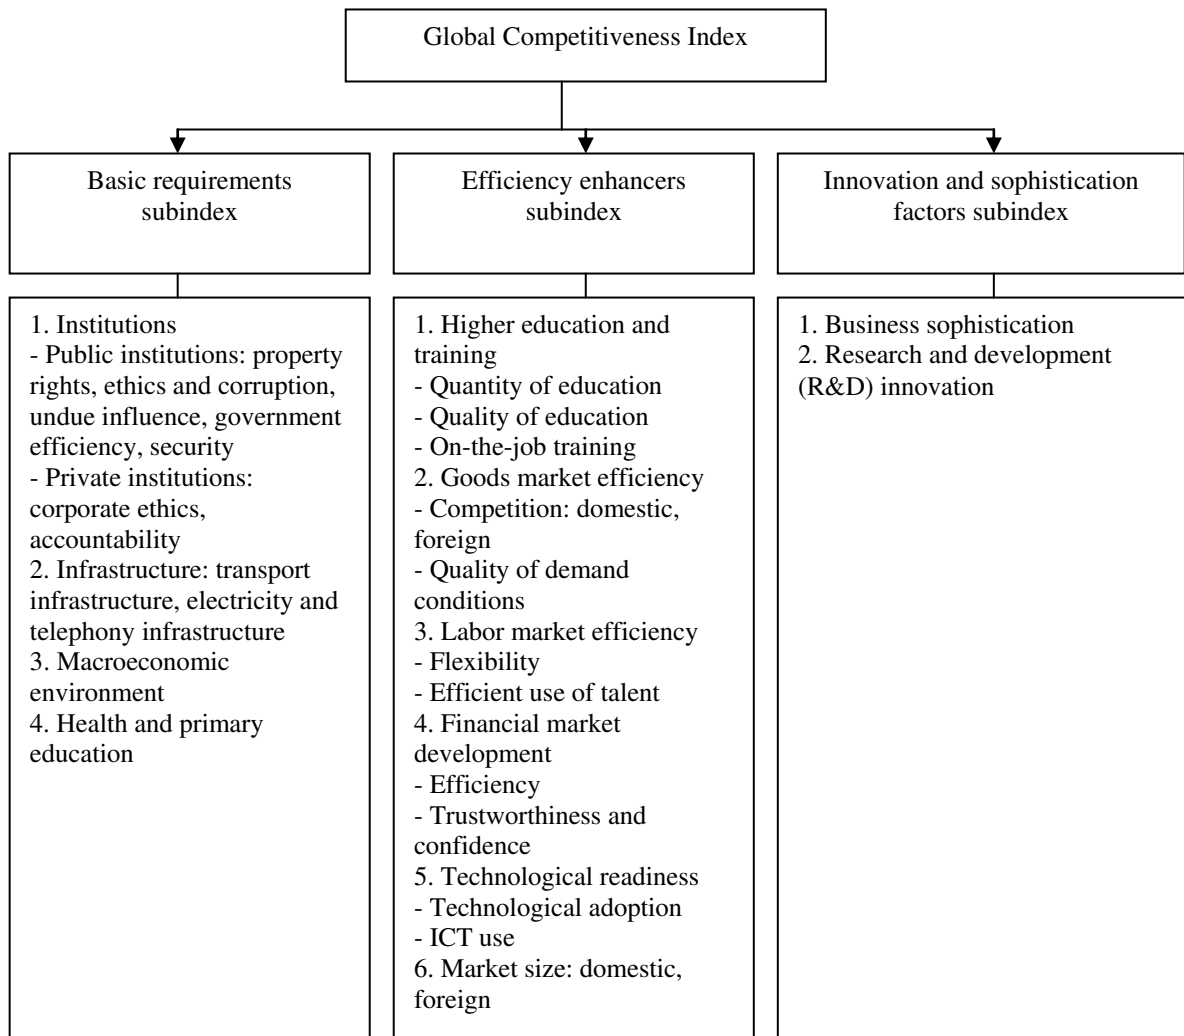 Global Competitiveness Index
Basic requirements
subindex
Efficiency enhancers
subindex
Innovation and sophistication
factors subindex
1. Institutions
- Public institutions: property
rights, ethics and corruption,
undue influence, government
efficiency, security
- Private institutions:
corporate ethics,
accountability
2. Infrastructure: transport
infrastructure, electricity and
telephony infrastructure
3. Macroeconomic
environment
4. Health and primary
education
1. Higher education and
training
- Quantity of education
- Quality of education
- On-the-job training
2. Goods market efficiency
- Competition: domestic,
foreign
- Quality of demand
conditions
3. Labor market efficiency
- Flexibility
- Efficient use of talent
4. Financial market
development
- Efficiency
- Trustworthiness and
confidence
5. Technological readiness
- Technological adoption
- ICT use
6. Market size: domestic,
foreign
1. Business sophistication
2. Research and development
(R&D) innovation